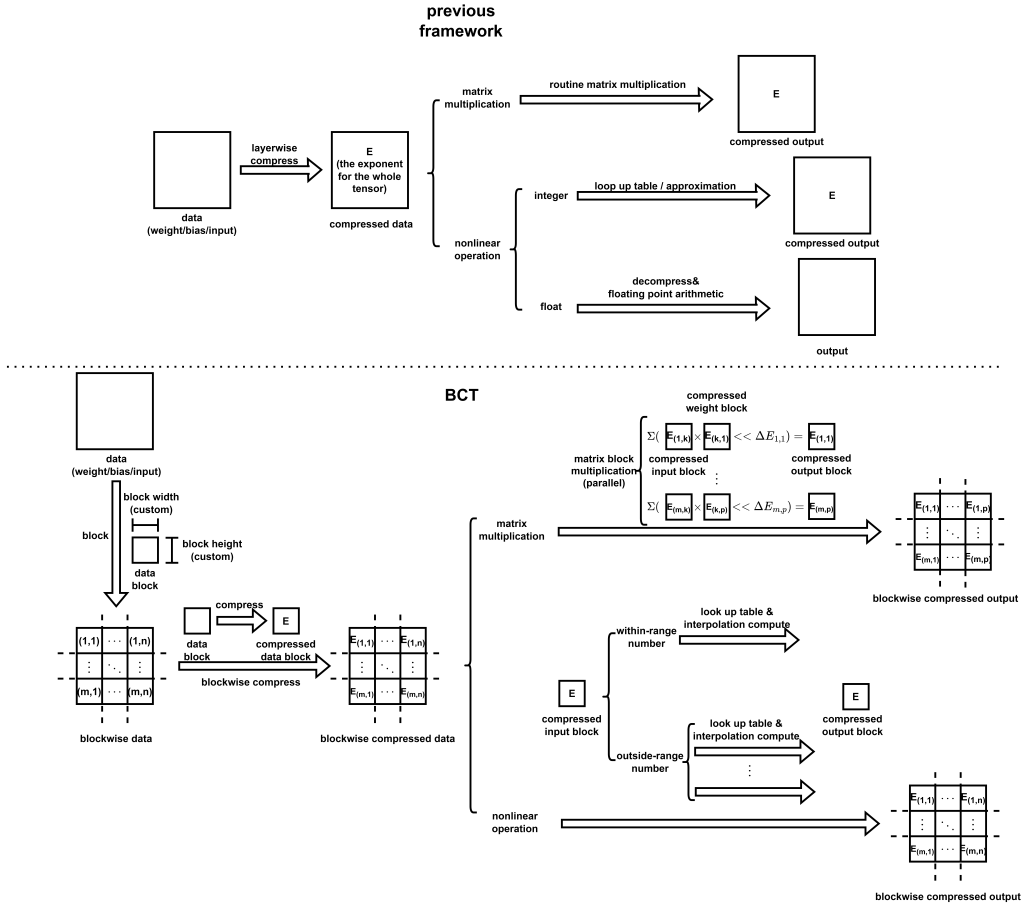 previous
framework
matrix
multiplication
routine matrix multiplication
E
compressed output
layerwise
compress
E
(the exponent
for the whole
tensor)
data
(weight/bias/input)
compressed data
integer
loop up table / approximation
E
compressed output
nonlinear
operation
decompress&
floating point arithmetic
float
output
BCT
data
(weight/bias/input)
block width
(custom)
block
block height
(custom)
data
block
compressed
weight block
Σ( E(1,k) × E(k,1) << ΔE1,1) = E(1,1)
matrix block
multiplication
(parallel)
compressed
input block
compressed
output block
⋮
Σ( E(m,k) × E(k,p) << ΔEm,p) = E(m,p)
matrix
multiplication
E(1,1) ··· E(1,p)
⋮ ⋱ ⋮
E(m,1) ··· E(m,p)
blockwise compressed output
(1,1) ··· (1,n)
⋮ ⋱ ⋮
(m,1) ··· (m,n)
blockwise data
compress
E
data
block
compressed
data block
blockwise compress
E(1,1) ··· E(1,n)
⋮ ⋱ ⋮
E(m,1) ··· E(m,n)
blockwise compressed data
look up table &
interpolation compute
within-range
number
E
compressed
input block
E
compressed
output block
outside-range
number
look up table &
interpolation compute
⋮
nonlinear
operation
E(1,1) ··· E(1,n)
⋮ ⋱ ⋮
E(m,1) ··· E(m,n)
blockwise compressed output